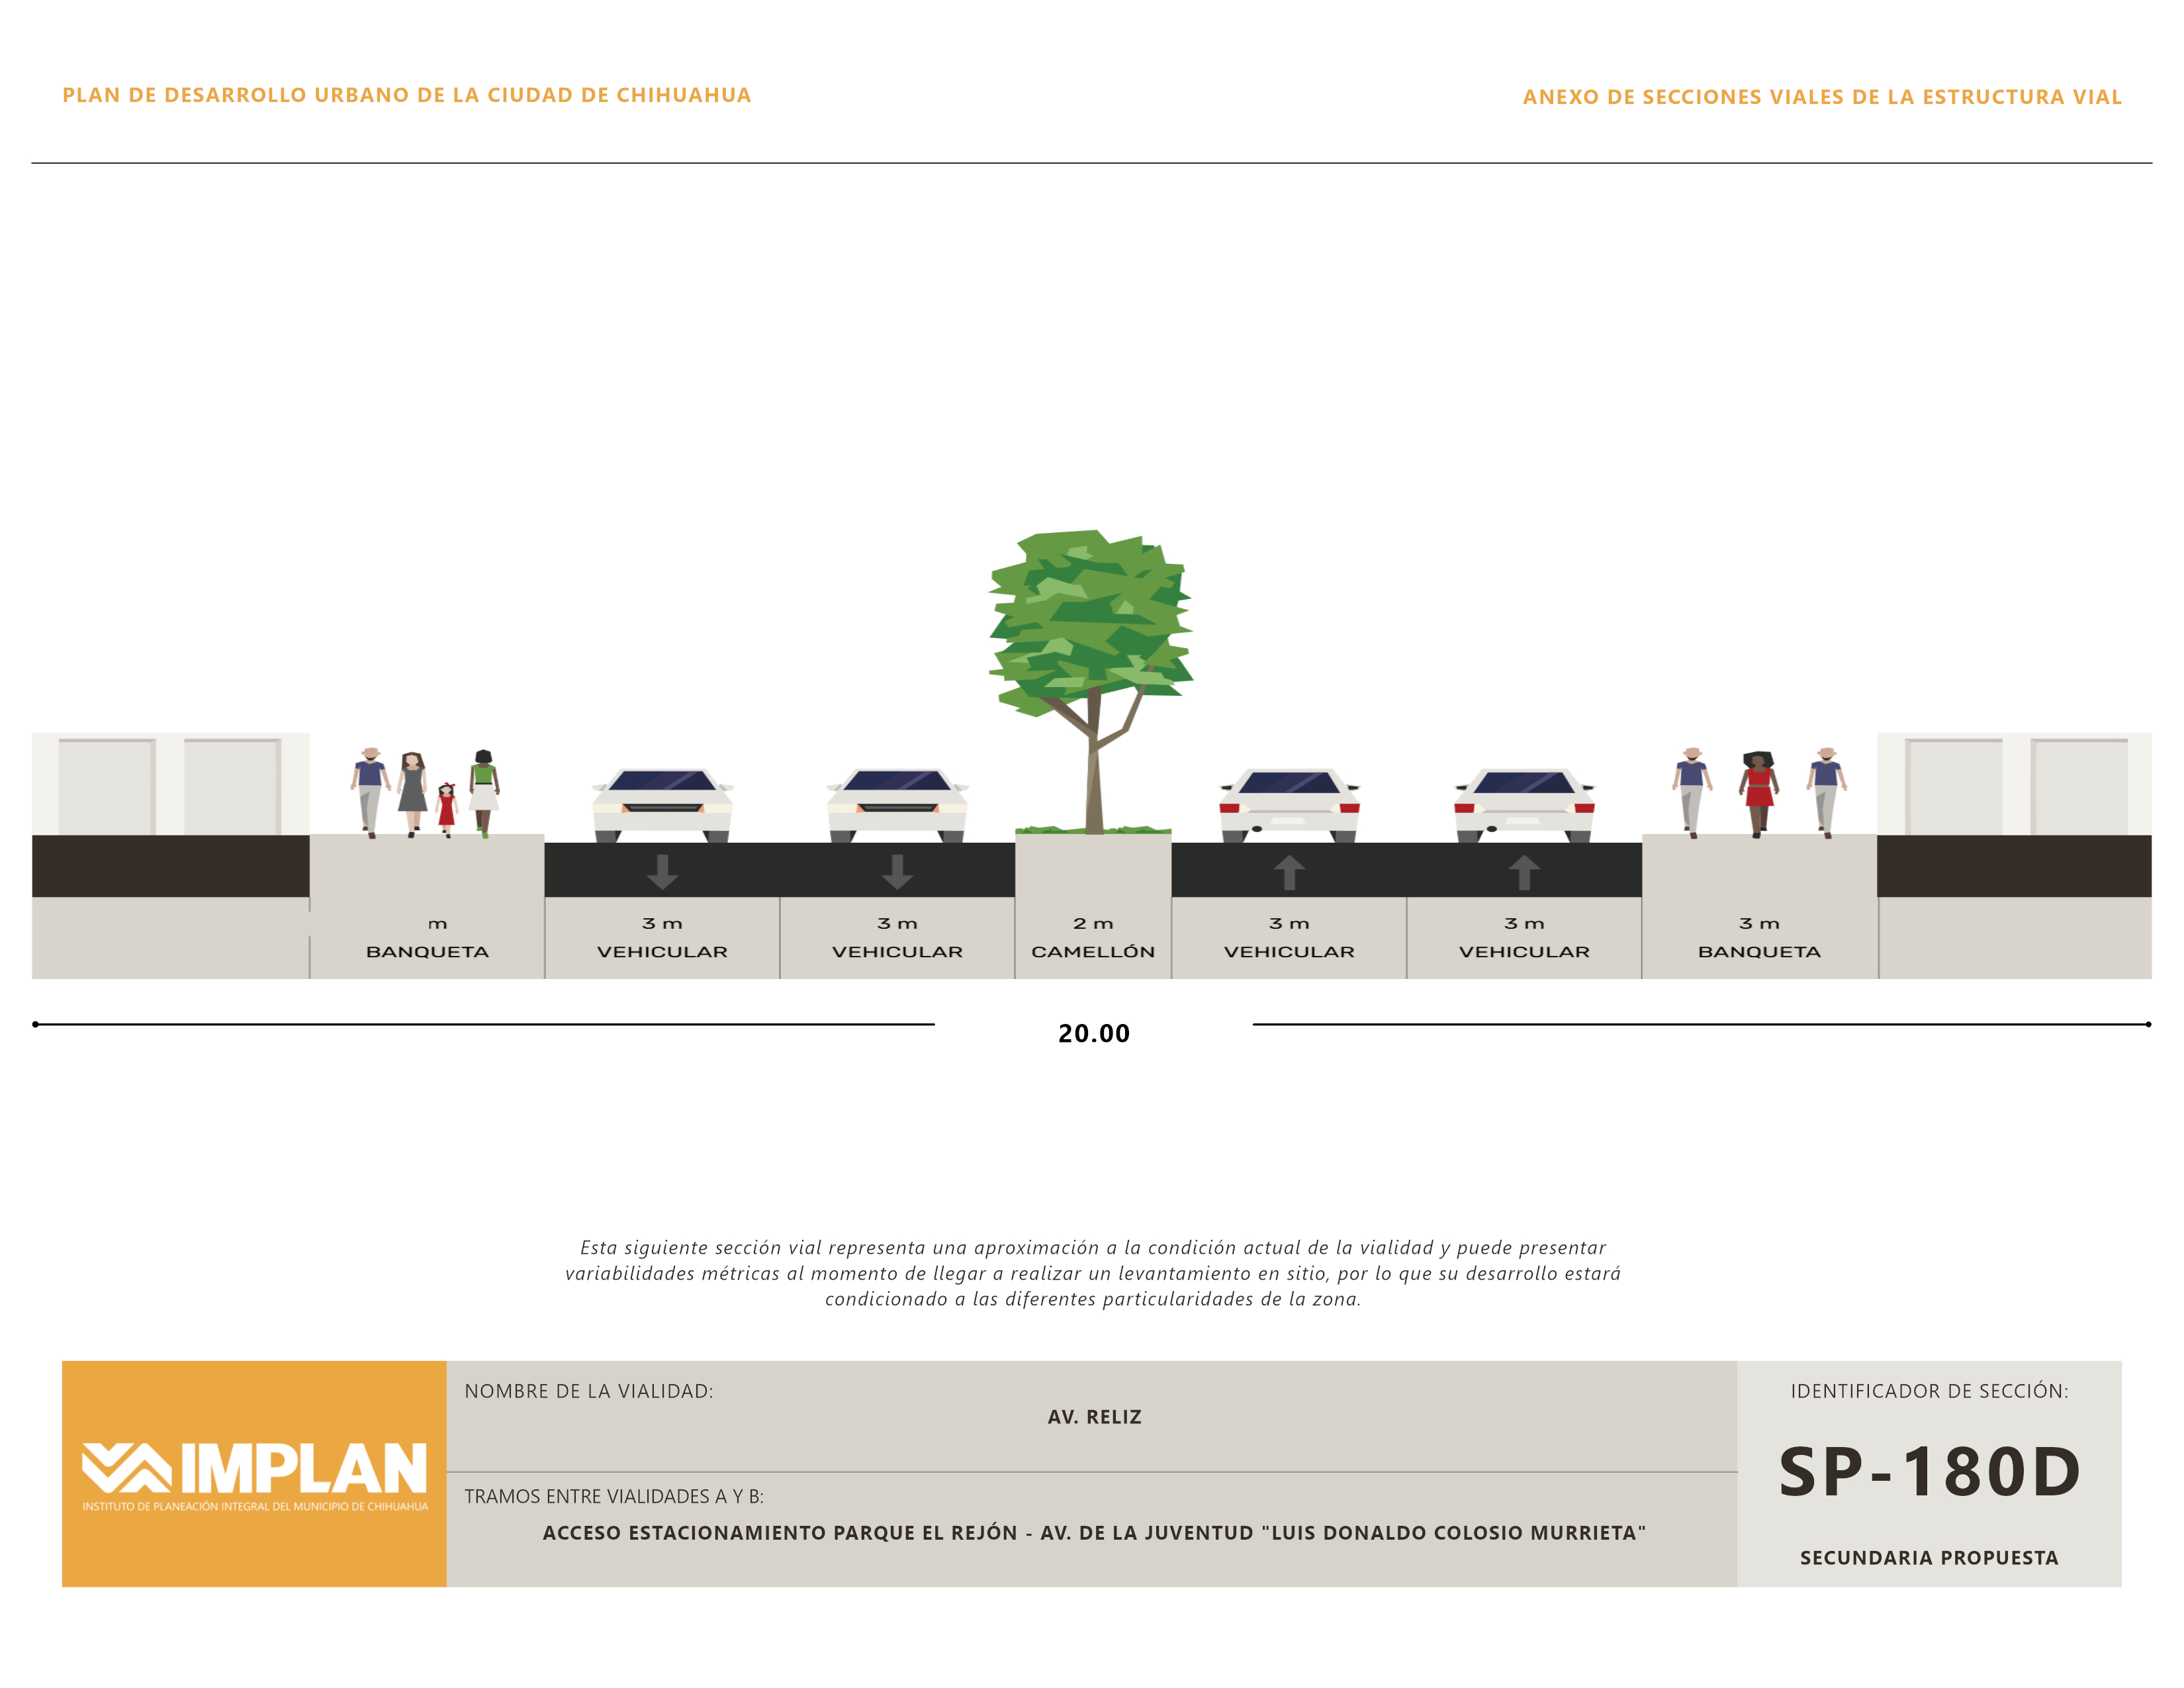 PLAN DE DESARROLLO URBANO DE LA CIUDAD DE CHIHUAHUA
ANEXO DE SECCIONES VIALES DE LA ESTRUCTURA VIAL
m
BANQUETA
3 m
VEHICULAR
3 m
VEHICULAR
2 m
CAMELLÓN
3 m
VEHICULAR
3 m
VEHICULAR
3 m
BANQUETA
20.00
Esta siguiente sección vial representa una aproximación a la condición actual de la vialidad y puede presentar
variabilidades métricas al momento de llegar a realizar un levantamiento en sitio, por lo que su desarrollo estará
condicionado a las diferentes particularidades de la zona.
IMPLAN
INSTITUTO DE PLANEACIÓN INTEGRAL DEL MUNICIPIO DE CHIHUAHUA
NOMBRE DE LA VIALIDAD:
AV. RELIZ
TRAMOS ENTRE VIALIDADES A Y B:
ACCESO ESTACIONAMIENTO PARQUE EL REJÓN - AV. DE LA JUVENTUD "LUIS DONALDO COLOSIO MURRIETA"
IDENTIFICADOR DE SECCIÓN:
SP-180D
SECUNDARIA PROPUESTA